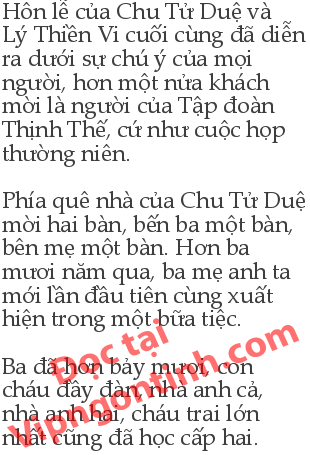 Hôn lễ của Chu Tử Duệ và
Lý Thiền Vi cuối cùng đã diễn
ra dưới sự chú ý của mọi
người, hơn một nửa khách
mời là người của Tập đoàn
Thịnh Thế, cứ như cuộc họp
thường niên.
Phía quê nhà của Chu Tử Duệ
mời hai bàn, bến ba một bàn,
bên mẹ một bàn. Hơn ba
mươi năm qua, ba mẹ anh ta
mới lần đầu tiên cùng xuất
hiện trong một bữa tiệc.
Ba đã hơn bảy mươi, con
cháu đầy đàn, nhà anh cả,
nhà anh hai, cháu trai lớn
nhất cũng đã học cấp hai.
Đọc tại
Vipngontinh.com